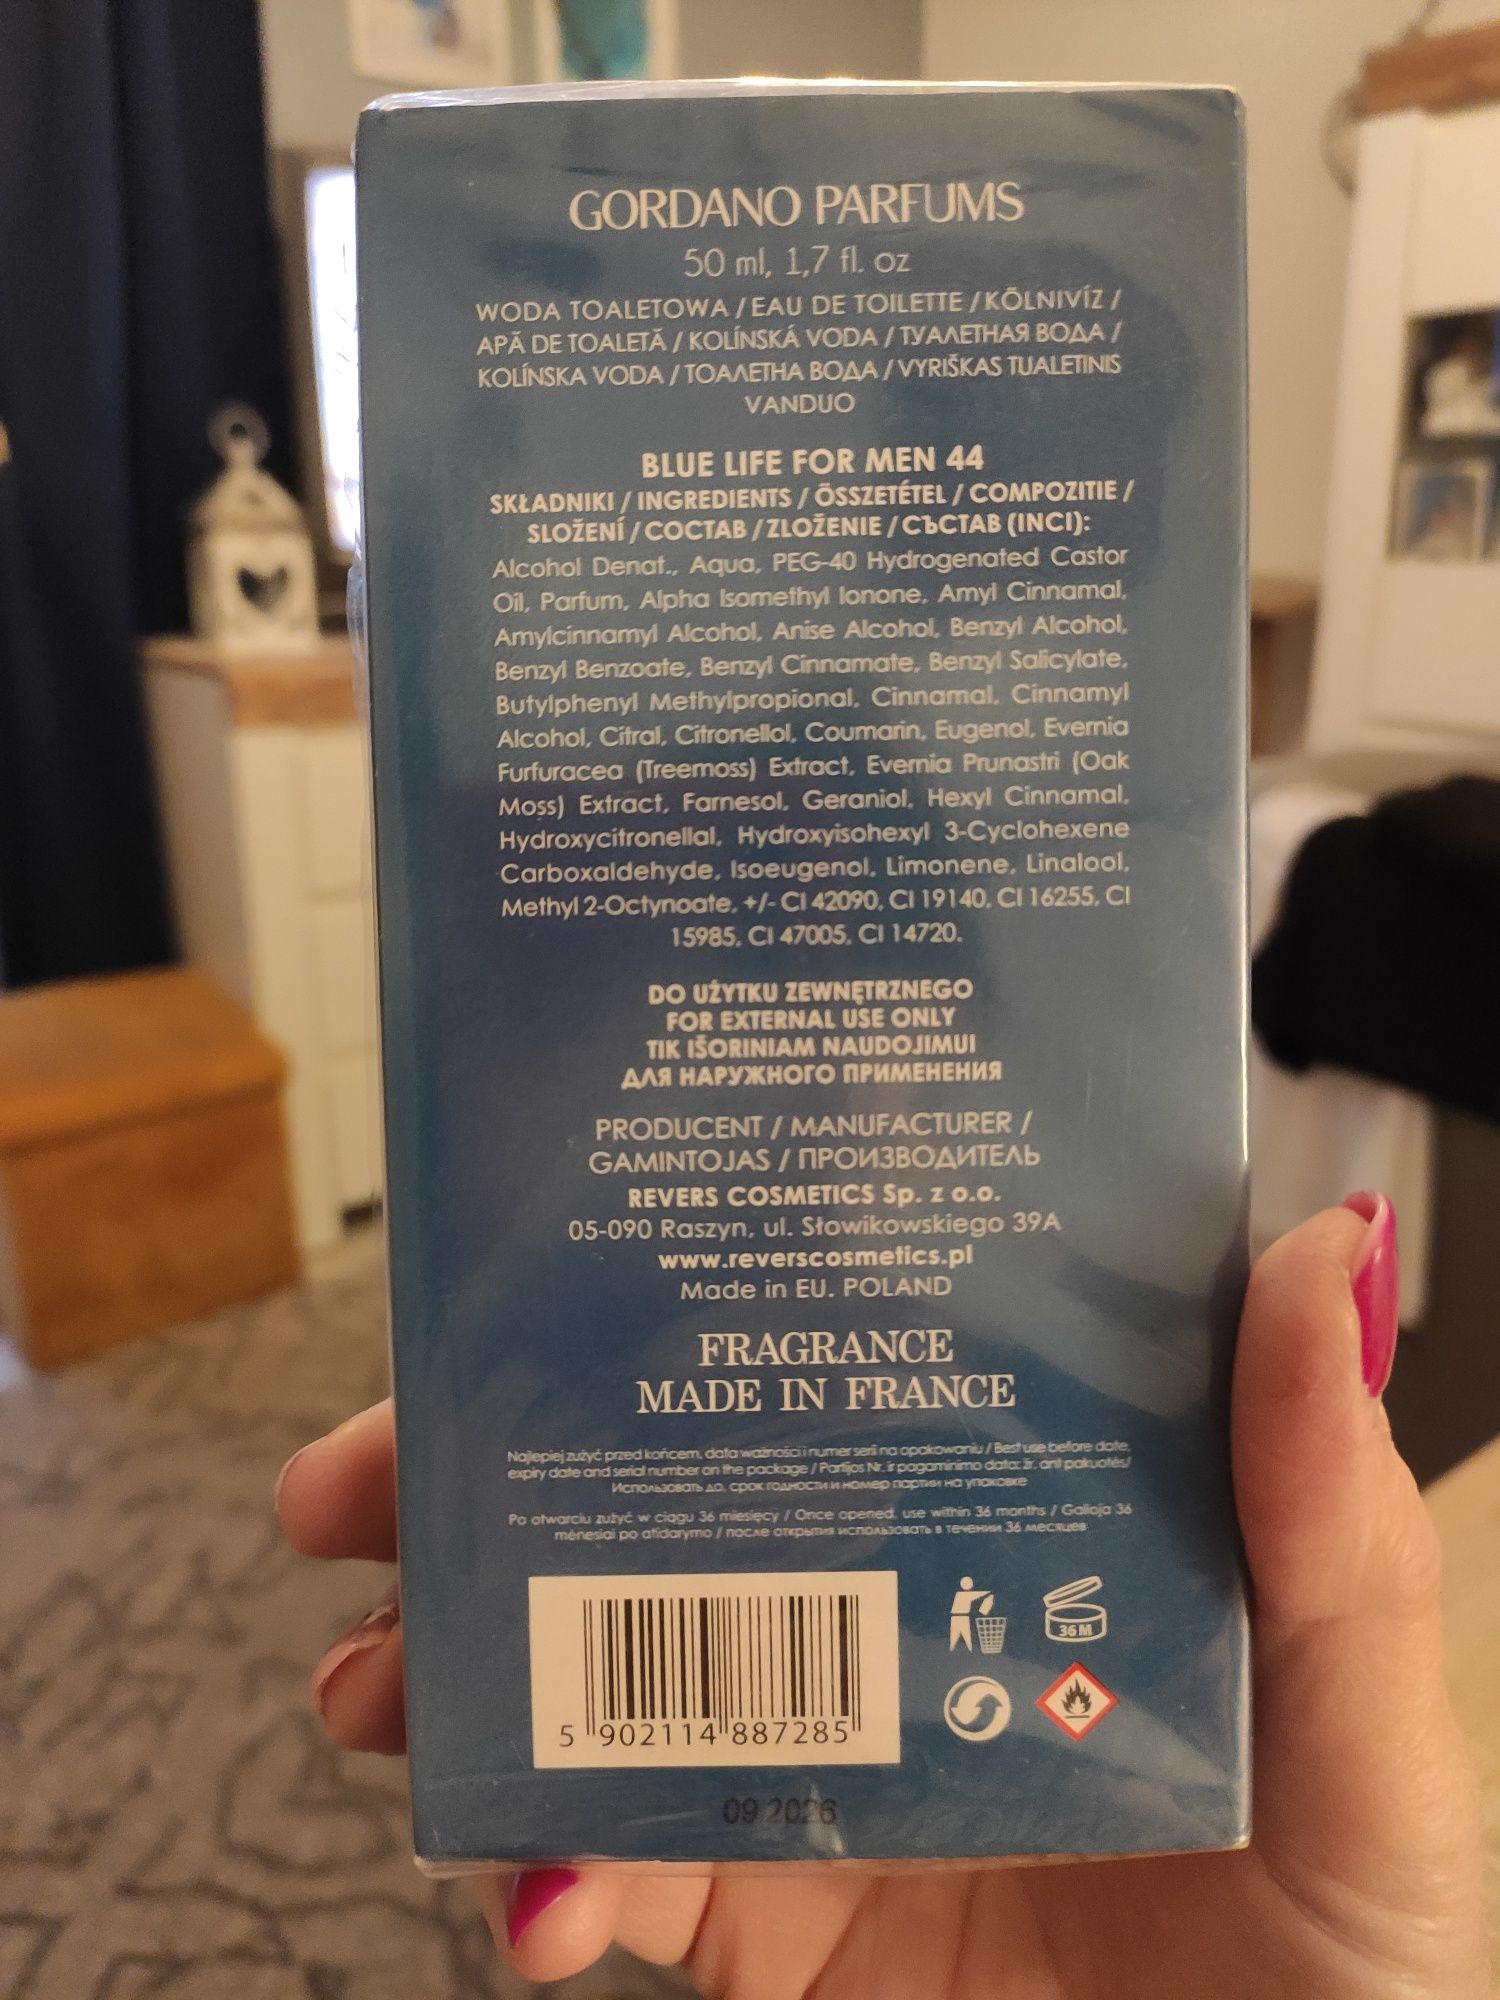 GORDANO PARFUMS
50 ml, 1,7 fl. oz
WODA TOALETOWA / EAU DE TOILETTE / KÖLNIVÍZ /
APĂ DE TOALETĂ / KOLÍNSKÁ VODA / ТУАЛЕТНАЯ ВОДА /
KOLÍNSKA VODA / ТОАЛЕТНА ВОДА / VYRIŠKAS TUALETINIS
VANDUO
BLUE LIFE FOR MEN 44
SKŁADNIKI / INGREDIENTS / ÖSSZETÉTEL / COMPOZITIE /
SLOŽENÍ / СОСТАВ / ZLOŽENIE / СЪСТАВ (INCI):
Alcohol Denat., Aqua, PEG-40 Hydrogenated Castor
Oil, Parfum, Alpha Isomethyl Ionone, Amyl Cinnamal,
Amylcinnamyl Alcohol, Anise Alcohol, Benzyl Alcohol,
Benzyl Benzoate, Benzyl Cinnamate, Benzyl Salicylate,
Butylphenyl Methylpropional, Cinnamal, Cinnamyl
Alcohol, Citral, Citronellol, Coumarin, Eugenol, Evernia
Furfuracea (Treemoss) Extract, Evernia Prunastri (Oak
Moss) Extract, Farnesol, Geraniol, Hexyl Cinnamal,
Hydroxycitronellal, Hydroxyisohexyl 3-Cyclohexene
Carboxaldehyde, Isoeugenol, Limonene, Linalool,
Methyl 2-Octynoate, +/- CI 42090, CI 19140, CI 16255, CI
15985, CI 47005, CI 14720.
DO UŻYTKU ZEWNĘTRZNEGO
FOR EXTERNAL USE ONLY
TIK IŠORINIAM NAUDOJIMUI
ДЛЯ НАРУЖНОГО ПРИМЕНЕНИЯ
PRODUCENT / MANUFACTURER /
GAMINTOJAS / ПРОИЗВОДИТЕЛЬ
REVERS COSMETICS Sp. z o.o.
05-090 Raszyn, ul. Słowikowskiego 39A
www.reverscosmetics.pl
Made in EU. POLAND
FRAGRANCE
MADE IN FRANCE
Najlepiej zużyć przed końcem, data ważności i numer serii na opakowaniu / Best use before date,
expiry date and serial number on the package / Partijos Nr. ir pagaminimo data: žr. ant pakuotės/
Использовать до, срок годности и номер партии на упаковке
Po otwarciu zużyć w ciągu 36 miesięcy / Once opened, use within 36 months / Galioja 36
mėnesiai po atidarymo / после открытия использовать в течении 36 месяцев
36M
5 902114 887285
09.2026